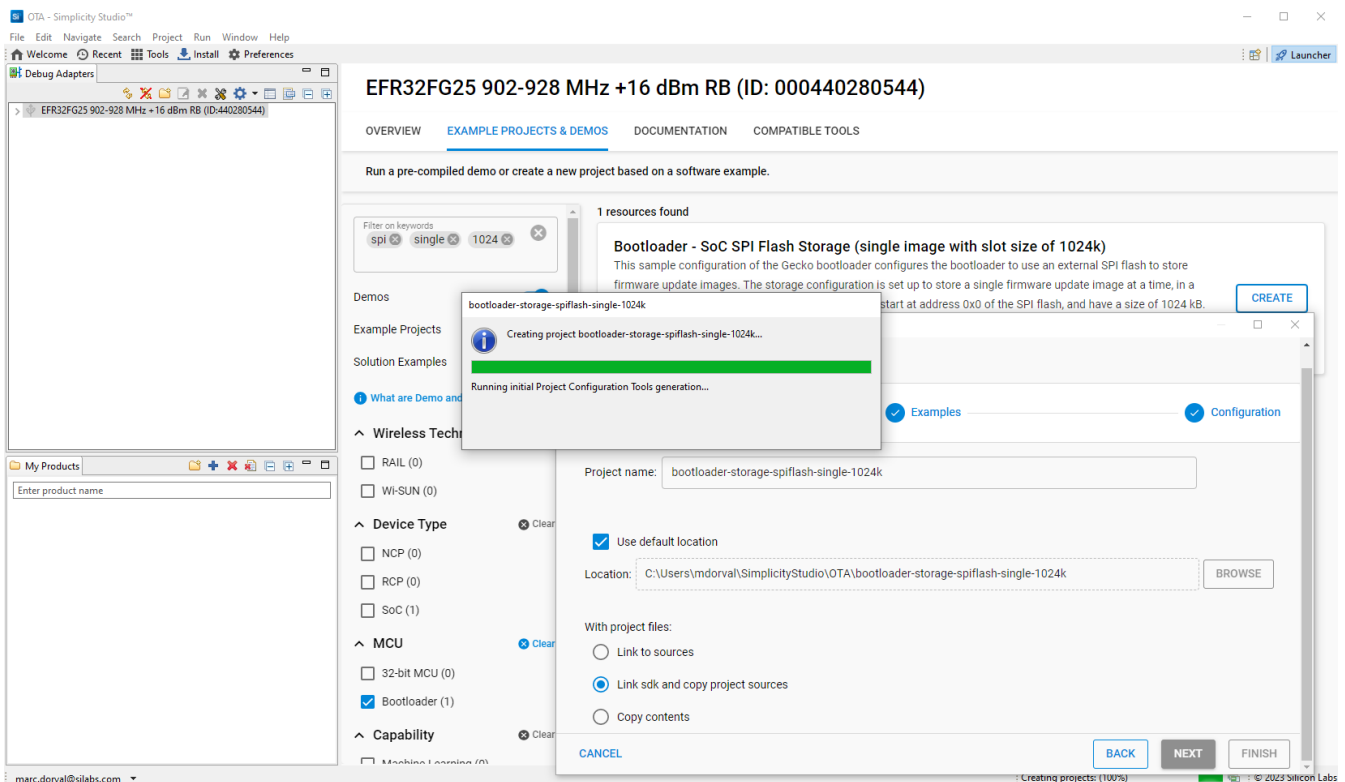 OTA - Simplicity Studio™
File Edit Navigate Search Project Run Window Help
Welcome Recent Tools Install Preferences
Launcher
Debug Adapters
EFR32FG25 902-928 MHz +16 dBm RB (ID:440280544)
EFR32FG25 902-928 MHz +16 dBm RB (ID: 000440280544)
OVERVIEW EXAMPLE PROJECTS & DEMOS DOCUMENTATION COMPATIBLE TOOLS
Run a pre-compiled demo or create a new project based on a software example.
Filter on keywords
spi single 1024
Demos
Example Projects
Solution Examples
What are Demo and
Wireless Techn
RAIL (0)
Wi-SUN (0)
Device Type Clear
NCP (0)
RCP (0)
SoC (1)
MCU Clear
32-bit MCU (0)
Bootloader (1)
Capability Clear
Machine Learning (0)
1 resources found
Bootloader - SoC SPI Flash Storage (single image with slot size of 1024k)
This sample configuration of the Gecko bootloader configures the bootloader to use an external SPI flash to store
firmware update images. The storage configuration is set up to store a single firmware update image at a time, in a
start at address 0x0 of the SPI flash, and have a size of 1024 kB.
CREATE
bootloader-storage-spiflash-single-1024k
Creating project bootloader-storage-spiflash-single-1024k...
Running initial Project Configuration Tools generation...
Examples Configuration
Project name: bootloader-storage-spiflash-single-1024k
Use default location
Location: C:\Users\mdorval\SimplicityStudio\OTA\bootloader-storage-spiflash-single-1024k BROWSE
With project files:
Link to sources
Link sdk and copy project sources
Copy contents
CANCEL BACK NEXT FINISH
My Products
Enter product name
marc.dorval@silabs.com
Creating projects: (100%) © 2023 Silicon Labs